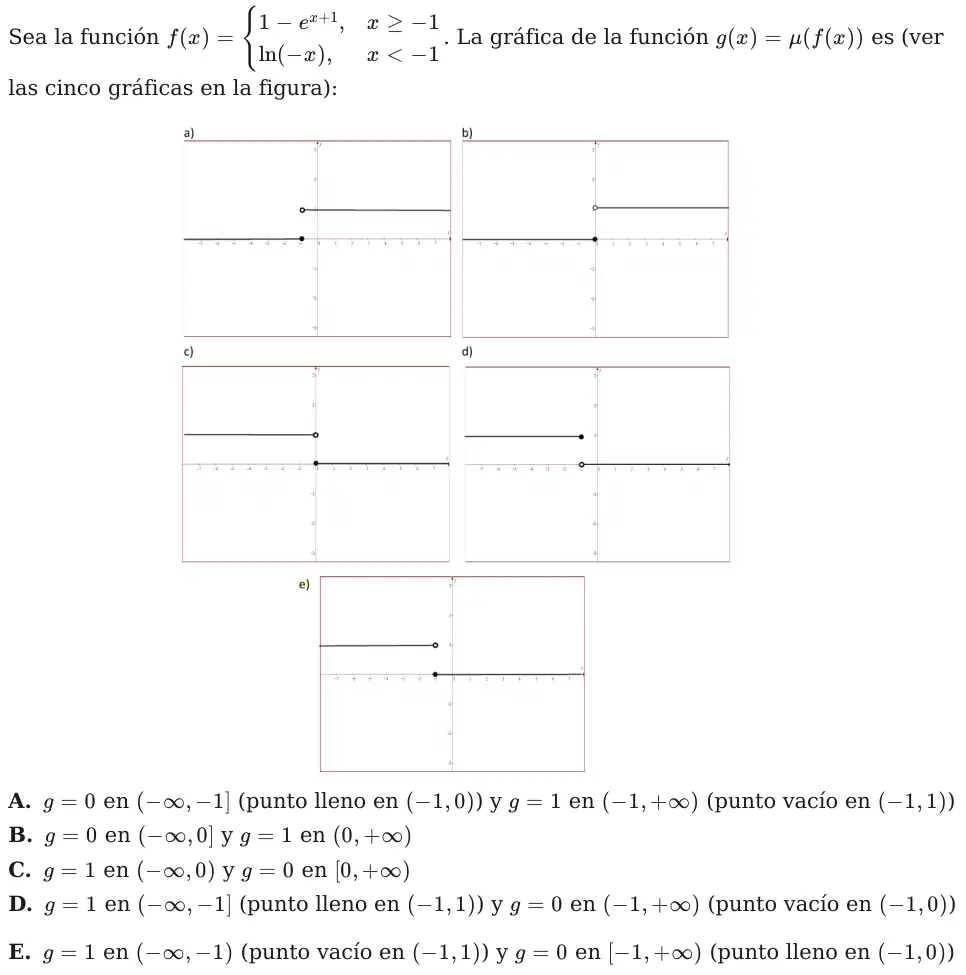 Sea la función f(x) = { 1 − e^{x+1}, x ≥ −1
ln(−x), x < −1 . La gráfica de la función g(x) = μ(f(x)) es (ver
las cinco gráficas en la figura):
a)
b)
c)
d)
e)
A. g = 0 en (−∞, −1] (punto lleno en (−1, 0)) y g = 1 en (−1, +∞) (punto vacío en (−1, 1))
B. g = 0 en (−∞, 0] y g = 1 en (0, +∞)
C. g = 1 en (−∞, 0) y g = 0 en [0, +∞)
D. g = 1 en (−∞, −1] (punto lleno en (−1, 1)) y g = 0 en (−1, +∞) (punto vacío en (−1, 0))
E. g = 1 en (−∞, −1) (punto vacío en (−1, 1)) y g = 0 en [−1, +∞) (punto lleno en (−1, 0))